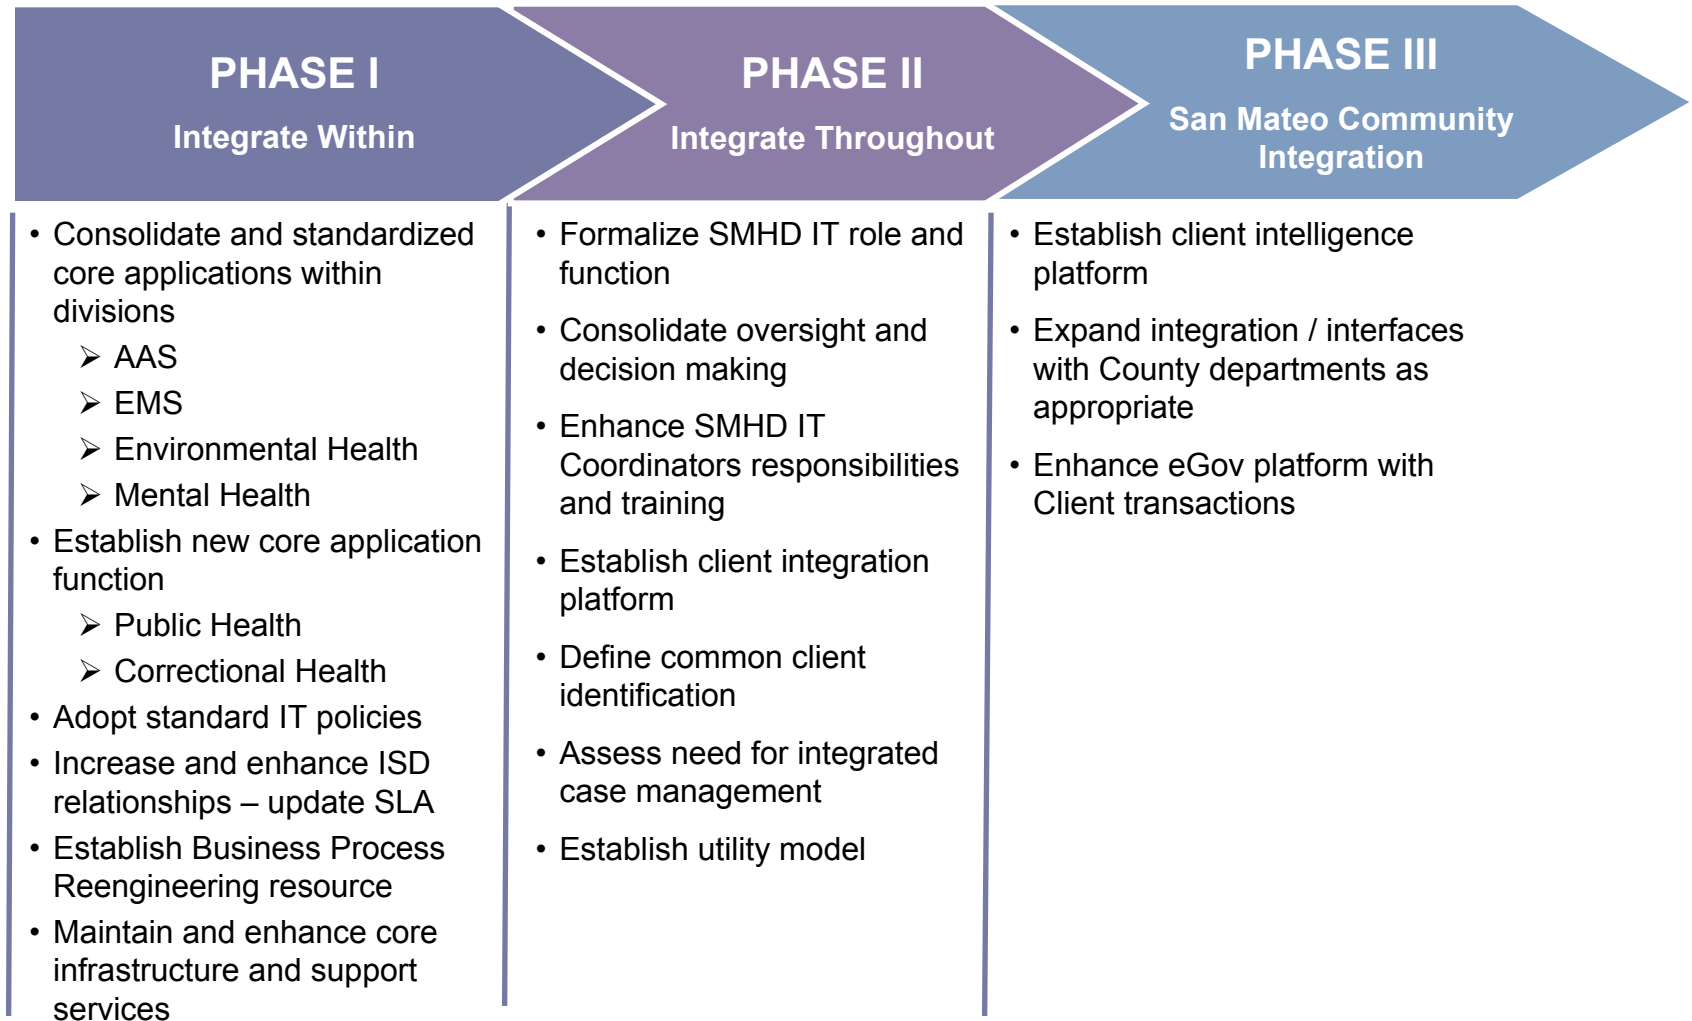 PHASE I
Integrate Within
PHASE II
Integrate Throughout
PHASE III
San Mateo Community
Integration
• Consolidate and standardized
core applications within
divisions
➢ AAS
➢ EMS
➢ Environmental Health
➢ Mental Health
• Establish new core application
function
➢ Public Health
➢ Correctional Health
• Adopt standard IT policies
• Increase and enhance ISD
relationships – update SLA
• Establish Business Process
Reengineering resource
• Maintain and enhance core
infrastructure and support
services
• Formalize SMHD IT role and
function
• Consolidate oversight and
decision making
• Enhance SMHD IT
Coordinators responsibilities
and training
• Establish client integration
platform
• Define common client
identification
• Assess need for integrated
case management
• Establish utility model
• Establish client intelligence
platform
• Expand integration / interfaces
with County departments as
appropriate
• Enhance eGov platform with
Client transactions